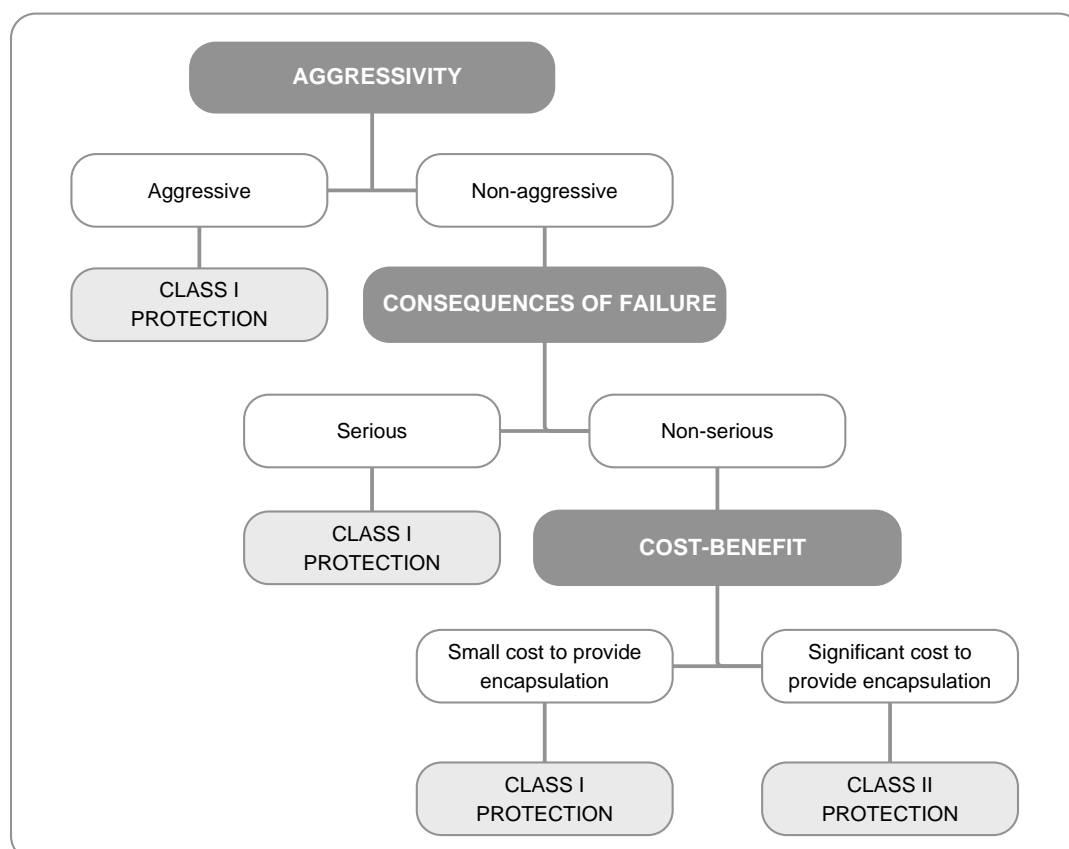 AGGRESSIVITY
Aggressive
Non-aggressive
CLASS I
PROTECTION
CONSEQUENCES OF FAILURE
Serious
Non-serious
CLASS I
PROTECTION
COST-BENEFIT
Small cost to provide
encapsulation
Significant cost to
provide encapsulation
CLASS I
PROTECTION
CLASS II
PROTECTION